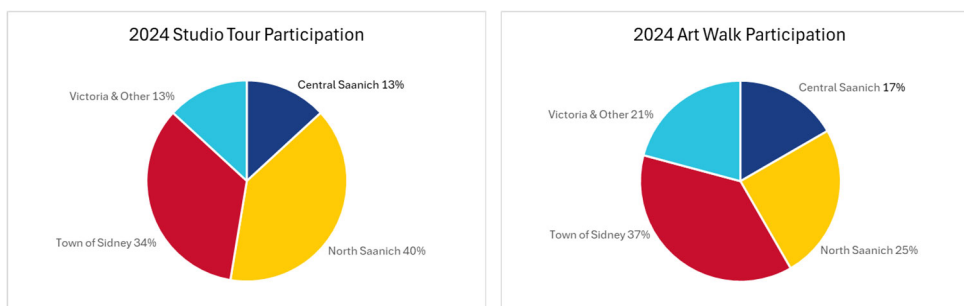 2024 Studio Tour Participation
Central Saanich 13%
Victoria & Other 13%
Town of Sidney 34%
North Saanich 40%
2024 Art Walk Participation
Central Saanich 17%
Victoria & Other 21%
Town of Sidney 37%
North Saanich 25%